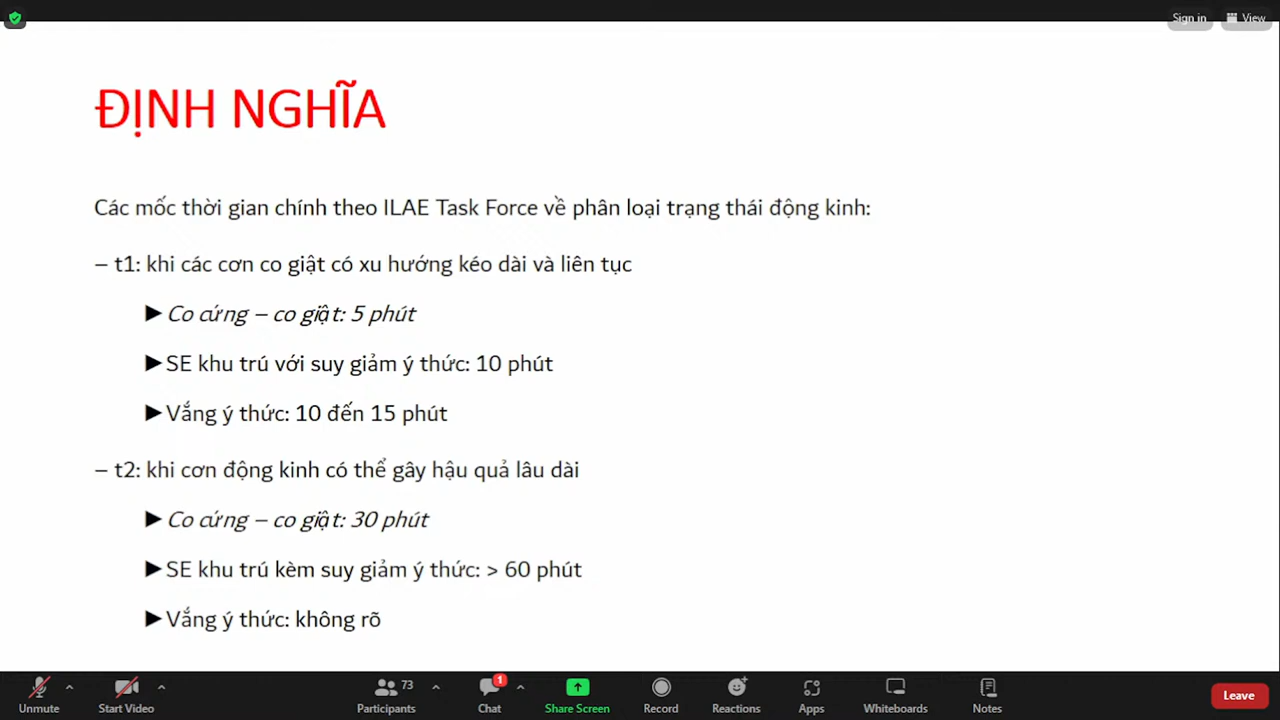 Sign in
View
ĐỊNH NGHĨA
Các mốc thời gian chính theo ILAE Task Force về phân loại trạng thái động kinh:
– t1: khi các cơn co giật có xu hướng kéo dài và liên tục
►Co cứng – co giật: 5 phút
►SE khu trú với suy giảm ý thức: 10 phút
►Vắng ý thức: 10 đến 15 phút
– t2: khi cơn động kinh có thể gây hậu quả lâu dài
►Co cứng – co giật: 30 phút
►SE khu trú kèm suy giảm ý thức: > 60 phút
►Vắng ý thức: không rõ
73
1
Unmute
Start Video
Participants
Chat
Share Screen
Record
Reactions
Apps
Whiteboards
Notes
Leave